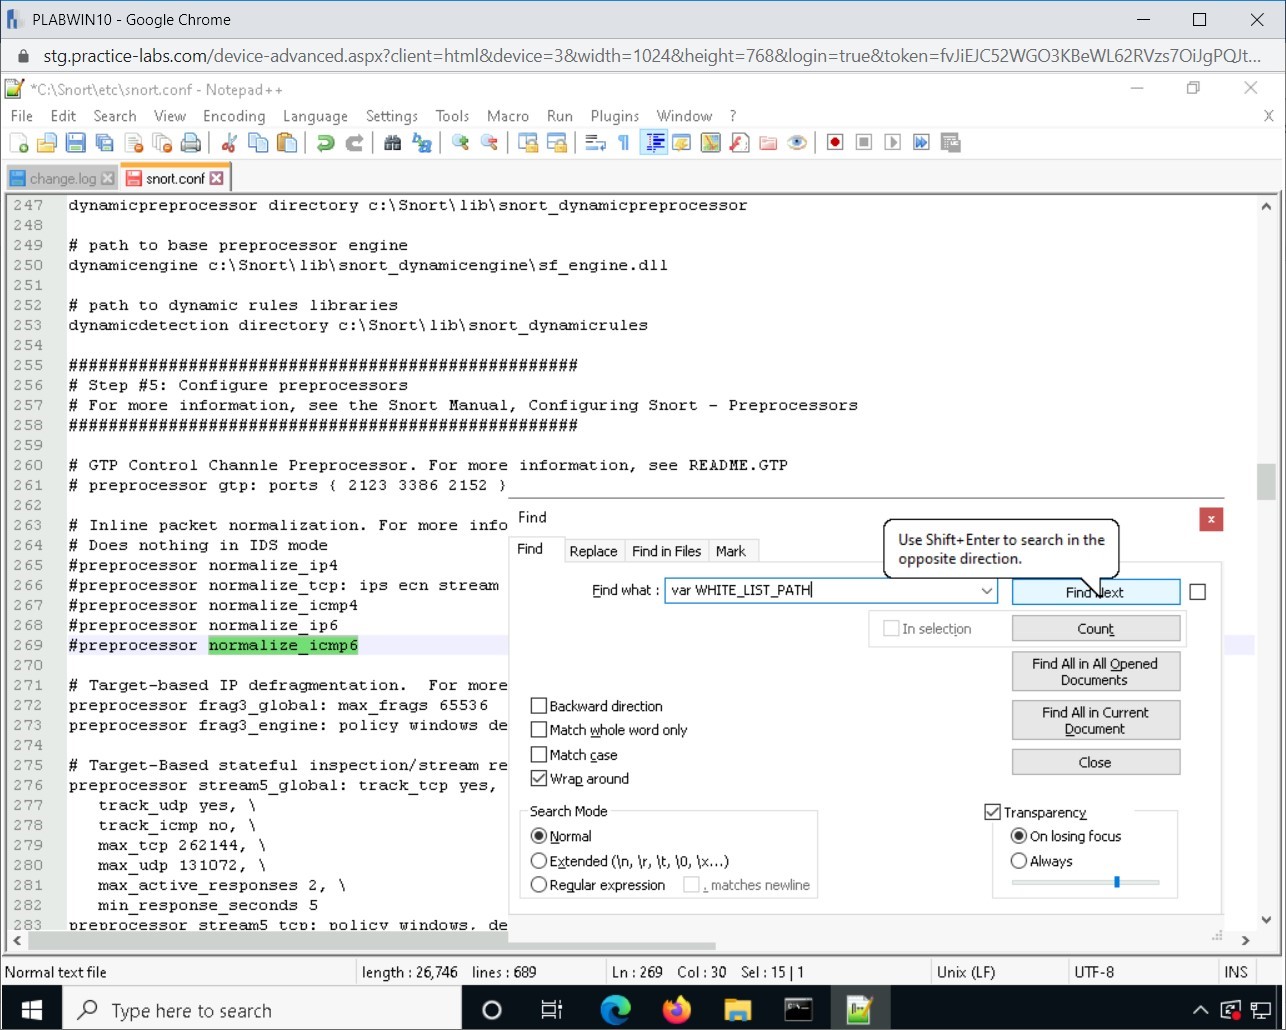 PLABWIN10 - Google Chrome
stg.practice-labs.com/device-advanced.aspx?client=html&device=3&width=1024&height=768&login=true&token=fvJiEJC52WGO3KBeWL62RVzs7OiJgPQJt...
*C:\Snort\etc\snort.conf - Notepad++
File Edit Search View Encoding Language Settings Tools Macro Run Plugins Window ? X
change.log snort.conf
247 dynamicpreprocessor directory c:\Snort\lib\snort_dynamicpreprocessor
248
249 # path to base preprocessor engine
250 dynamicengine c:\Snort\lib\snort_dynamicengine\sf_engine.dll
251
252 # path to dynamic rules libraries
253 dynamicdetection directory c:\Snort\lib\snort_dynamicrules
254
255 ###################################################
256 # Step #5: Configure preprocessors
257 # For more information, see the Snort Manual, Configuring Snort - Preprocessors
258 ###################################################
259
260 # GTP Control Channle Preprocessor. For more information, see README.GTP
261 # preprocessor gtp: ports { 2123 3386 2152 }
262
263 # Inline packet normalization. For more info
264 # Does nothing in IDS mode
265 #preprocessor normalize_ip4
266 #preprocessor normalize_tcp: ips ecn stream
267 #preprocessor normalize_icmp4
268 #preprocessor normalize_ip6
269 #preprocessor normalize_icmp6
270
271 # Target-based IP defragmentation.  For more
272 preprocessor frag3_global: max_frags 65536
273 preprocessor frag3_engine: policy windows de
274
275 # Target-Based stateful inspection/stream re
276 preprocessor stream5_global: track_tcp yes,
277 track_udp yes, \
278 track_icmp no, \
279 max_tcp 262144, \
280 max_udp 131072, \
281 max_active_responses 2, \
282 min_response_seconds 5
283 preprocessor stream5_tcp: policy windows, de
Find
x
Find Replace Find in Files Mark
Use Shift+Enter to search in the
opposite direction.
Find what : var WHITE_LIST_PATH
Find Next
In selection
Count
Find All in All Opened
Documents
Find All in Current
Document
Close
Backward direction
Match whole word only
Match case
Wrap around
Search Mode
Normal
Extended (\n, \r, \t, \0, \x...)
Regular expression
. matches newline
Transparency
On losing focus
Always
Normal text file length : 26,746 lines : 689 Ln : 269 Col : 30 Sel : 15 | 1 Unix (LF) UTF-8 INS
Type here to search